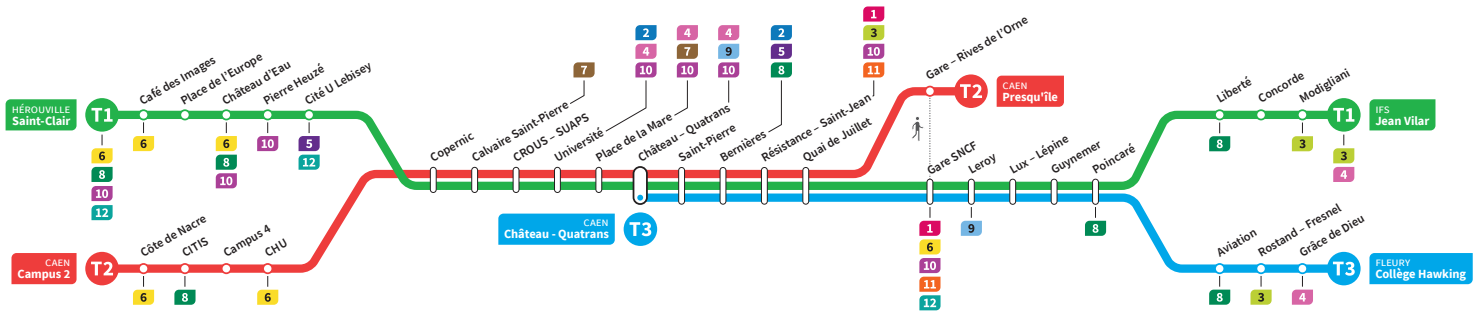 HÉROUVILLE
Saint-Clair
T1
6
8
10
12
Café des Images
6
Place de l'Europe
Château d'Eau
6
8
10
Pierre Heuzé
10
Cité U Lebisey
5
12
CAEN
Campus 2
T2
Côte de Nacre
6
CITIS
8
Campus 4
CHU
6
Copernic
Calvaire Saint-Pierre
7
CROUS – SUAPS
Université
2
4
10
Place de la Mare
4
7
10
Château – Quatrans
4
9
10
CAEN
Château - Quatrans
T3
Saint-Pierre
Bernières
2
5
8
Résistance – Saint-Jean
1
3
10
11
Quai de Juillet
Gare – Rives de l'Orne
T2
CAEN
Presqu'île
Gare SNCF
1
6
10
11
12
Leroy
9
Lux – Lépine
Guynemer
Poincaré
8
Liberté
8
Concorde
Modigliani
3
T1
3
4
IFS
Jean Vilar
Aviation
8
Rostand – Fresnel
3
Grâce de Dieu
4
T3
FLEURY
Collège Hawking